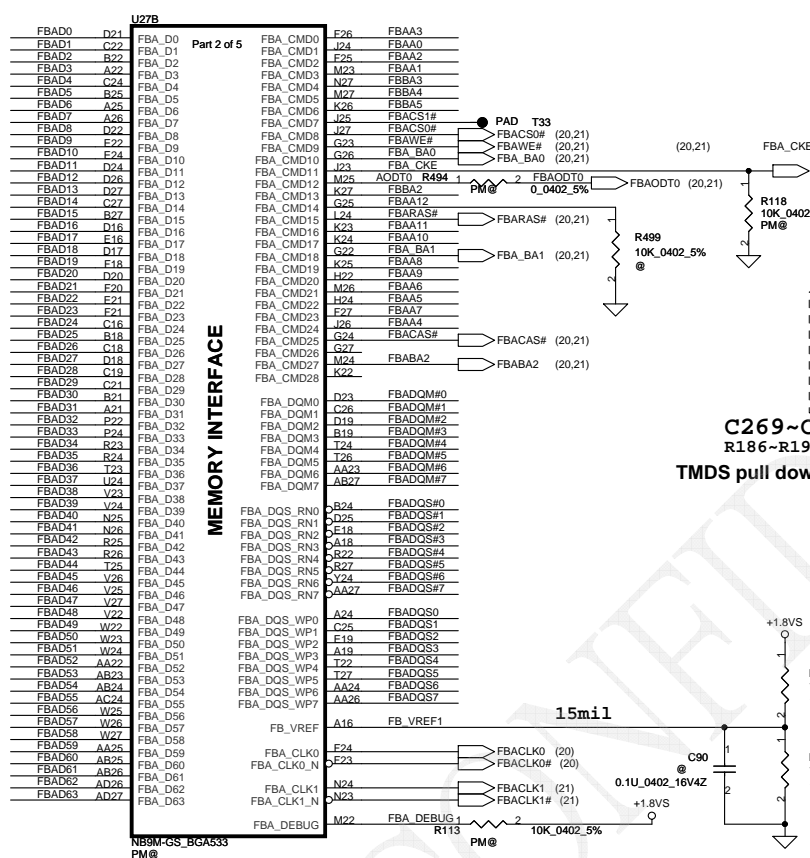 U27B
Part 2 of 5
MEMORY INTERFACE
FBAD0 D21 FBA_D0
FBAD1 C22 FBA_D1
FBAD2 B22 FBA_D2
FBAD3 A22 FBA_D3
FBAD4 C24 FBA_D4
FBAD5 B25 FBA_D5
FBAD6 A25 FBA_D6
FBAD7 A26 FBA_D7
FBAD8 D22 FBA_D8
FBAD9 E22 FBA_D9
FBAD10 E24 FBA_D10
FBAD11 D24 FBA_D11
FBAD12 D26 FBA_D12
FBAD13 D27 FBA_D13
FBAD14 C27 FBA_D14
FBAD15 B27 FBA_D15
FBAD16 D16 FBA_D16
FBAD17 E16 FBA_D17
FBAD18 D17 FBA_D18
FBAD19 F18 FBA_D19
FBAD20 D20 FBA_D20
FBAD21 F20 FBA_D21
FBAD22 E21 FBA_D22
FBAD23 F21 FBA_D23
FBAD24 C16 FBA_D24
FBAD25 B18 FBA_D25
FBAD26 C18 FBA_D26
FBAD27 D18 FBA_D27
FBAD28 C19 FBA_D28
FBAD29 C21 FBA_D29
FBAD30 B21 FBA_D30
FBAD31 A21 FBA_D31
FBAD32 P22 FBA_D32
FBAD33 P24 FBA_D33
FBAD34 R23 FBA_D34
FBAD35 R24 FBA_D35
FBAD36 T23 FBA_D36
FBAD37 U24 FBA_D37
FBAD38 V23 FBA_D38
FBAD39 V24 FBA_D39
FBAD40 N25 FBA_D40
FBAD41 N26 FBA_D41
FBAD42 R25 FBA_D42
FBAD43 R26 FBA_D43
FBAD44 T25 FBA_D44
FBAD45 V26 FBA_D45
FBAD46 V25 FBA_D46
FBAD47 V27 FBA_D47
FBAD48 V22 FBA_D48
FBAD49 W22 FBA_D49
FBAD50 W23 FBA_D50
FBAD51 W24 FBA_D51
FBAD52 AA22 FBA_D52
FBAD53 AB23 FBA_D53
FBAD54 AB24 FBA_D54
FBAD55 AC24 FBA_D55
FBAD56 W25 FBA_D56
FBAD57 W26 FBA_D57
FBAD58 W27 FBA_D58
FBAD59 AA25 FBA_D59
FBAD60 AB25 FBA_D60
FBAD61 AB26 FBA_D61
FBAD62 AD26 FBA_D62
FBAD63 AD27 FBA_D63
FBA_CMD0 F26 FBAA3
FBA_CMD1 J24 FBAA0
FBA_CMD2 F25 FBAA2
FBA_CMD3 M23 FBAA1
FBA_CMD4 N27 FBBA3
FBA_CMD5 M27 FBBA4
FBA_CMD6 K26 FBBA5
FBA_CMD7 J25 FBACS1# PAD T33
FBA_CMD8 J27 FBACS0# FBACS0# (20,21)
FBA_CMD9 G23 FBAWE# FBAWE# (20,21)
FBA_CMD10 G26 FBA_BA0 FBA_BA0 (20,21)
FBA_CMD11 J23 FBA_CKE (20,21) FBA_CKE
FBA_CMD12 M25 AODT0 R494 1 2 FBAODT0 FBAODT0 (20,21)
PM@ 0_0402_5%
FBA_CMD13 K27 FBBA2
FBA_CMD14 G25 FBAA12
FBA_CMD15 L24 FBARAS# FBARAS# (20,21)
FBA_CMD16 K23 FBAA11
FBA_CMD17 K24 FBAA10
FBA_CMD18 G22 FBA_BA1 FBA_BA1 (20,21)
FBA_CMD19 K25 FBAA8
FBA_CMD20 H22 FBAA9
FBA_CMD21 M26 FBAA6
FBA_CMD22 H24 FBAA5
FBA_CMD23 F27 FBAA7
FBA_CMD24 J26 FBAA4
FBA_CMD25 G24 FBACAS# FBACAS# (20,21)
FBA_CMD26 G27
FBA_CMD27 M24 FBABA2 FBABA2 (20,21)
FBA_CMD28 K22
1
R118
10K_0402
PM@
2
1
R499
10K_0402_5%
@
2
FBA_DQM0 D23 FBADQM#0
FBA_DQM1 C26 FBADQM#1
FBA_DQM2 D19 FBADQM#2
FBA_DQM3 B19 FBADQM#3
FBA_DQM4 T24 FBADQM#4
FBA_DQM5 T26 FBADQM#5
FBA_DQM6 AA23 FBADQM#6
FBA_DQM7 AB27 FBADQM#7
C269~C
R186~R19
TMDS pull dow
FBA_DQS_RN0 B24 FBADQS#0
FBA_DQS_RN1 D25 FBADQS#1
FBA_DQS_RN2 E18 FBADQS#2
FBA_DQS_RN3 A18 FBADQS#3
FBA_DQS_RN4 R22 FBADQS#4
FBA_DQS_RN5 R27 FBADQS#5
FBA_DQS_RN6 Y24 FBADQS#6
FBA_DQS_RN7 AA27 FBADQS#7
FBA_DQS_WP0 A24 FBADQS0
FBA_DQS_WP1 C25 FBADQS1
FBA_DQS_WP2 E19 FBADQS2
FBA_DQS_WP3 A19 FBADQS3
FBA_DQS_WP4 T22 FBADQS4
FBA_DQS_WP5 T27 FBADQS5
FBA_DQS_WP6 AA24 FBADQS6
FBA_DQS_WP7 AA26 FBADQS7
+1.8VS
1
2
FB_VREF A16 FB_VREF1 15mil
1
2
FBA_CLK0 F24 FBACLK0 (20)
FBA_CLK0_N F23 FBACLK0# (20)
FBA_CLK1 N24 FBACLK1 (21)
FBA_CLK1_N N23 FBACLK1# (21)
1
C90
@
0.1U_0402_16V4Z
2
+1.8VS
FBA_DEBUG M22 FBA_DEBUG 1 2
R113 PM@ 10K_0402_5%
NB9M-GS_BGA533
PM@